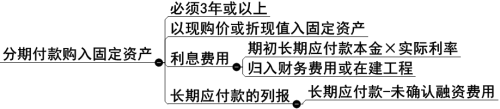 必须3年或以上
以现购价或折现值入固定资产
分期付款购入固定资产
利息费用
期初长期应付款本金×实际利率
归入财务费用或在建工程
长期应付款的列报
长期应付款-未确认融资费用